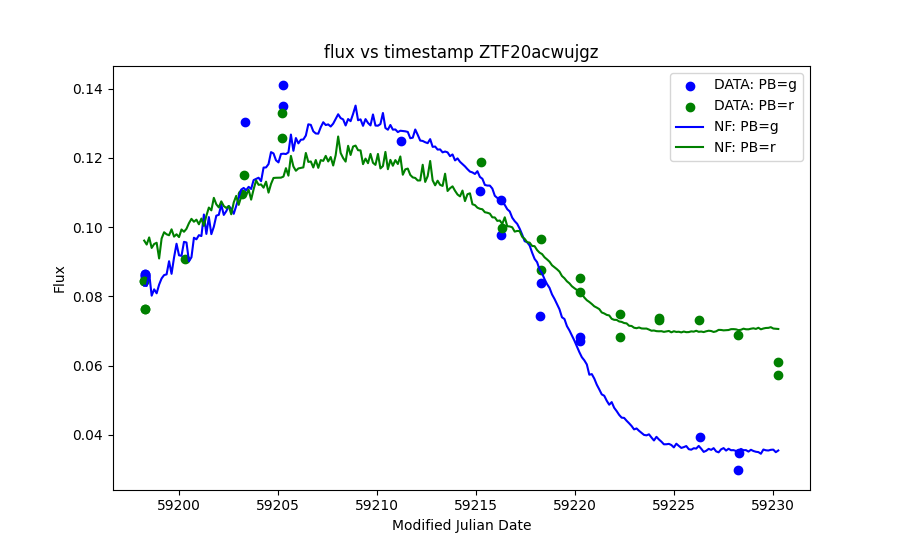 flux vs timestamp ZTF20acwujgz
DATA: PB=g
DATA: PB=r
NF: PB=g
NF: PB=r
0.14
0.12
0.10
0.08
0.06
0.04
Flux
59200 59205 59210 59215 59220 59225 59230
Modified Julian Date